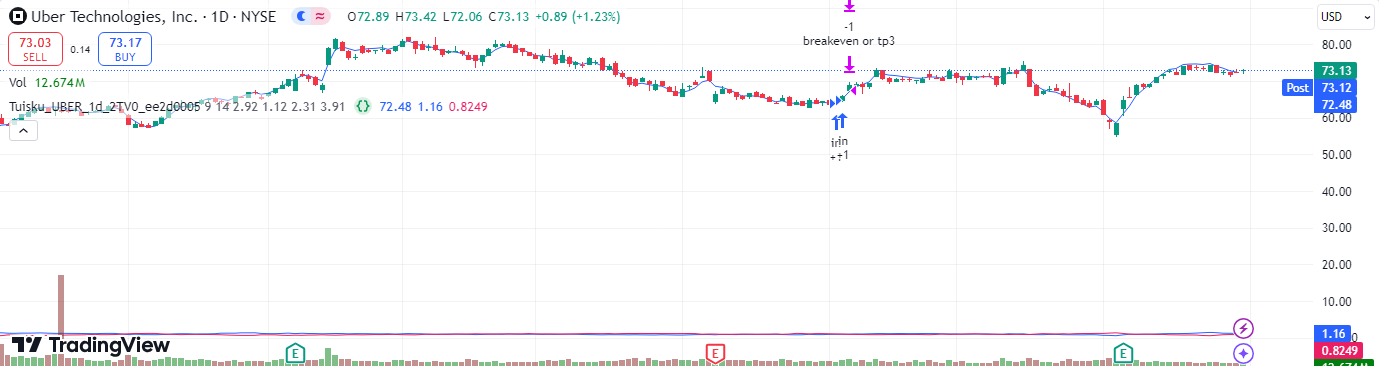 Uber Technologies, Inc. · 1D · NYSE O72.89 H73.42 L72.06 C73.13 +0.89 (+1.23%)
USD
73.03
SELL
0.14
73.17
BUY
Vol 12.674M
Tuisku_UBER_1d_2TV0_ee2d0005 9 14 2.92 1.12 2.31 3.91 72.48 1.16 0.8249
-1
breakeven or tp3
in
+1
80.00
73.13
Post 73.12
72.48
60.00
50.00
40.00
30.00
20.00
10.00
1.16
0.8249
12.674M
TradingView
E
E
E